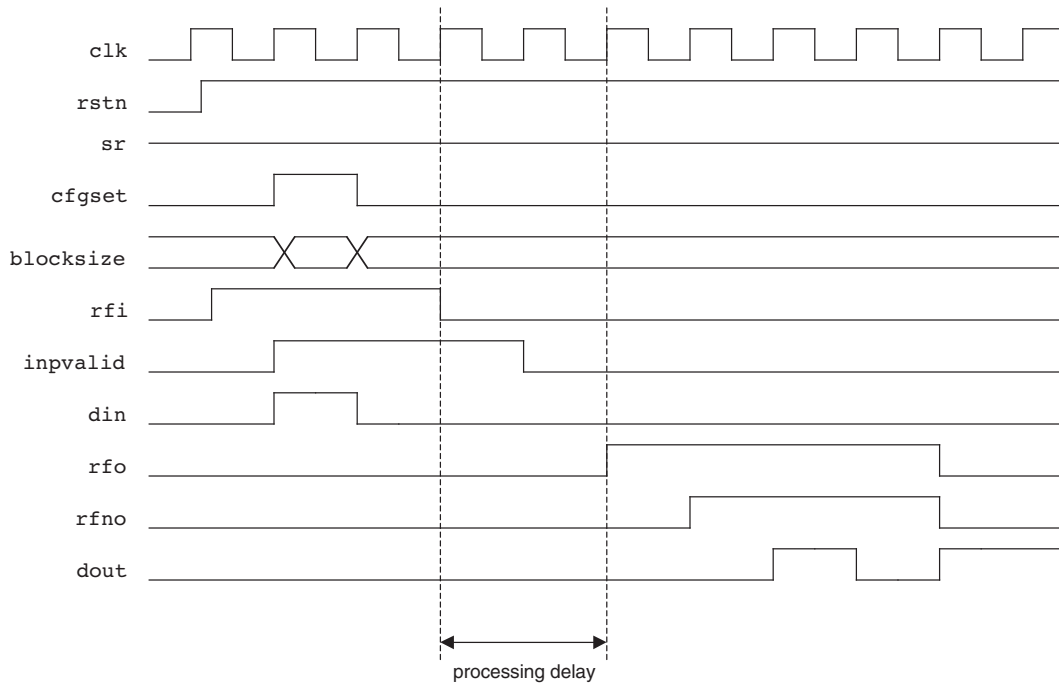 clk
rstn
sr
cfgset
blocksize
rfi
inpvalid
din
rfo
rfno
dout
processing delay